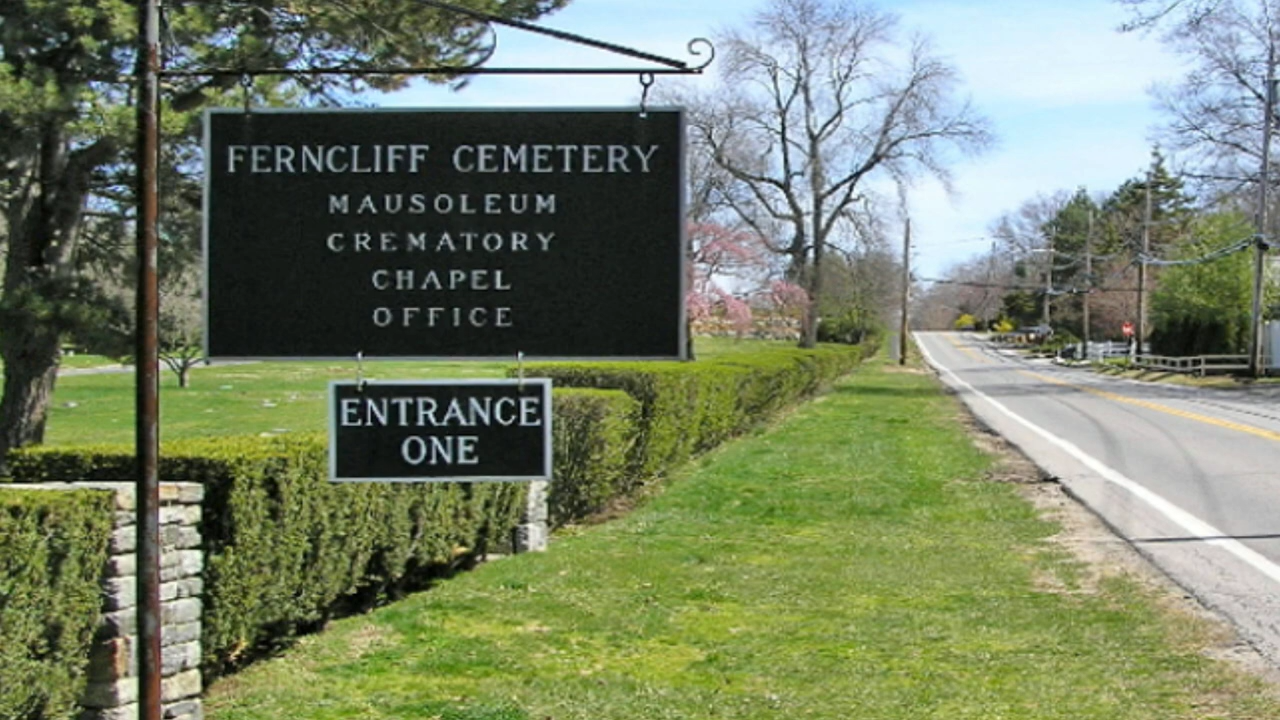 FERNCLIFF CEMETERY
MAUSOLEUM
CREMATORY
CHAPEL
OFFICE
ENTRANCE
ONE